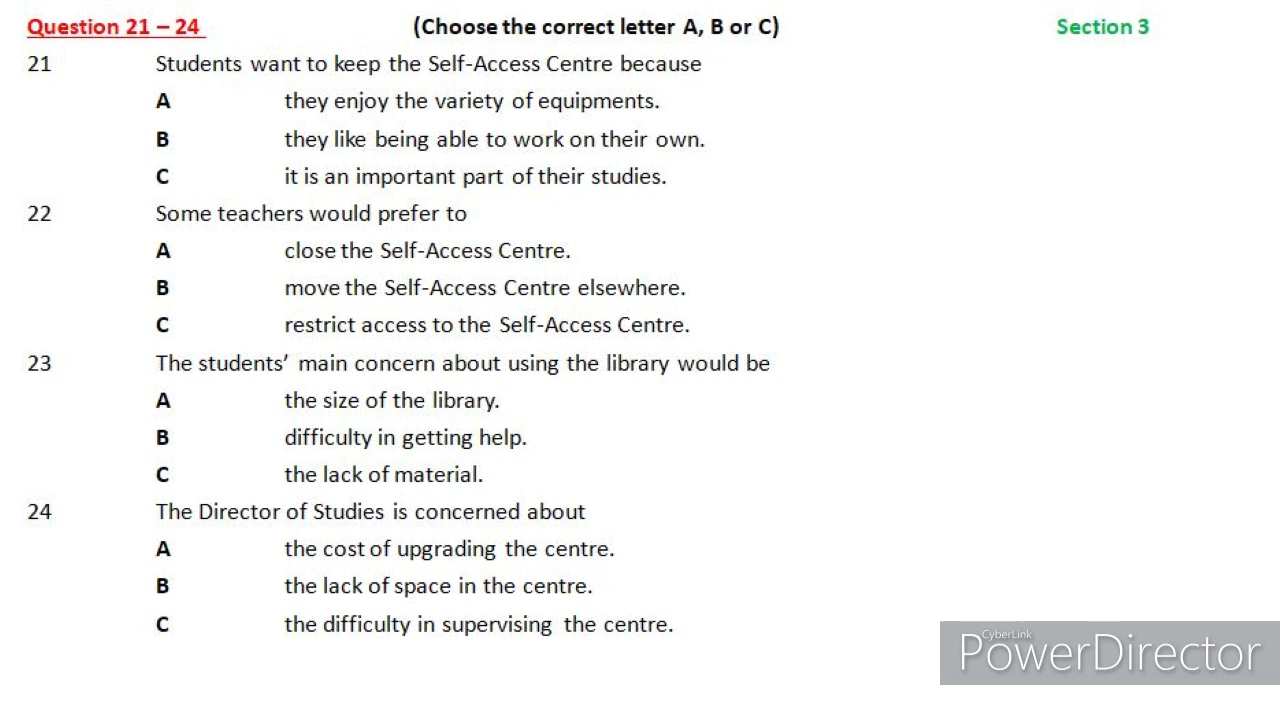 Question 21 – 24 (Choose the correct letter A, B or C) Section 3
21 Students want to keep the Self-Access Centre because
A they enjoy the variety of equipments.
B they like being able to work on their own.
C it is an important part of their studies.
22 Some teachers would prefer to
A close the Self-Access Centre.
B move the Self-Access Centre elsewhere.
C restrict access to the Self-Access Centre.
23 The students’ main concern about using the library would be
A the size of the library.
B difficulty in getting help.
C the lack of material.
24 The Director of Studies is concerned about
A the cost of upgrading the centre.
B the lack of space in the centre.
C the difficulty in supervising the centre.
CyberLink
PowerDirector